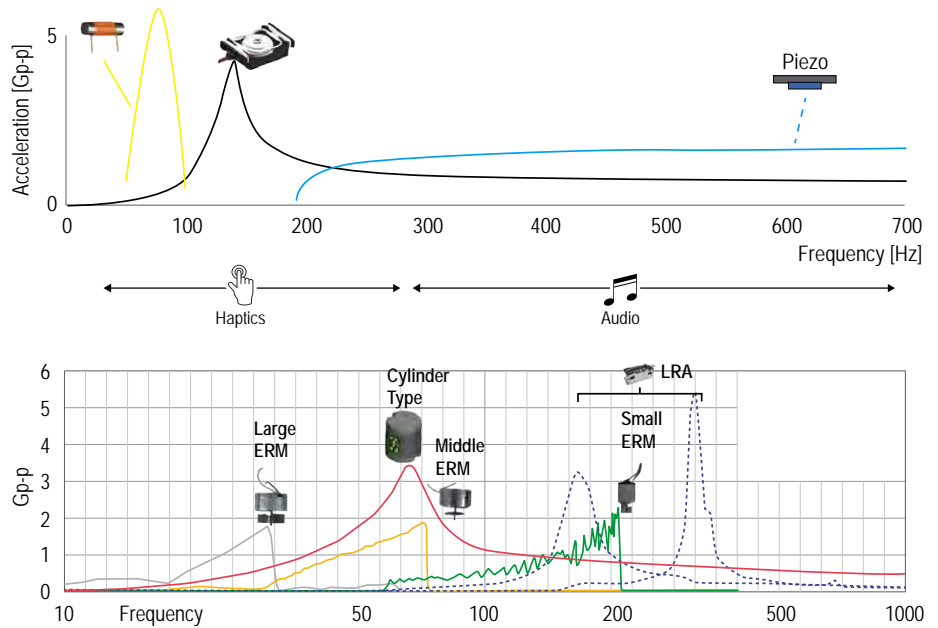 Acceleration [Gp-p]
5
0
Piezo
0 100 200 300 400 500 600 700
Frequency [Hz]
Haptics
Audio
Gp-p
6
5
4
3
2
1
0
Large
ERM
Cylinder
Type
Middle
ERM
LRA
Small
ERM
10 Frequency 50 100 200 500 1000